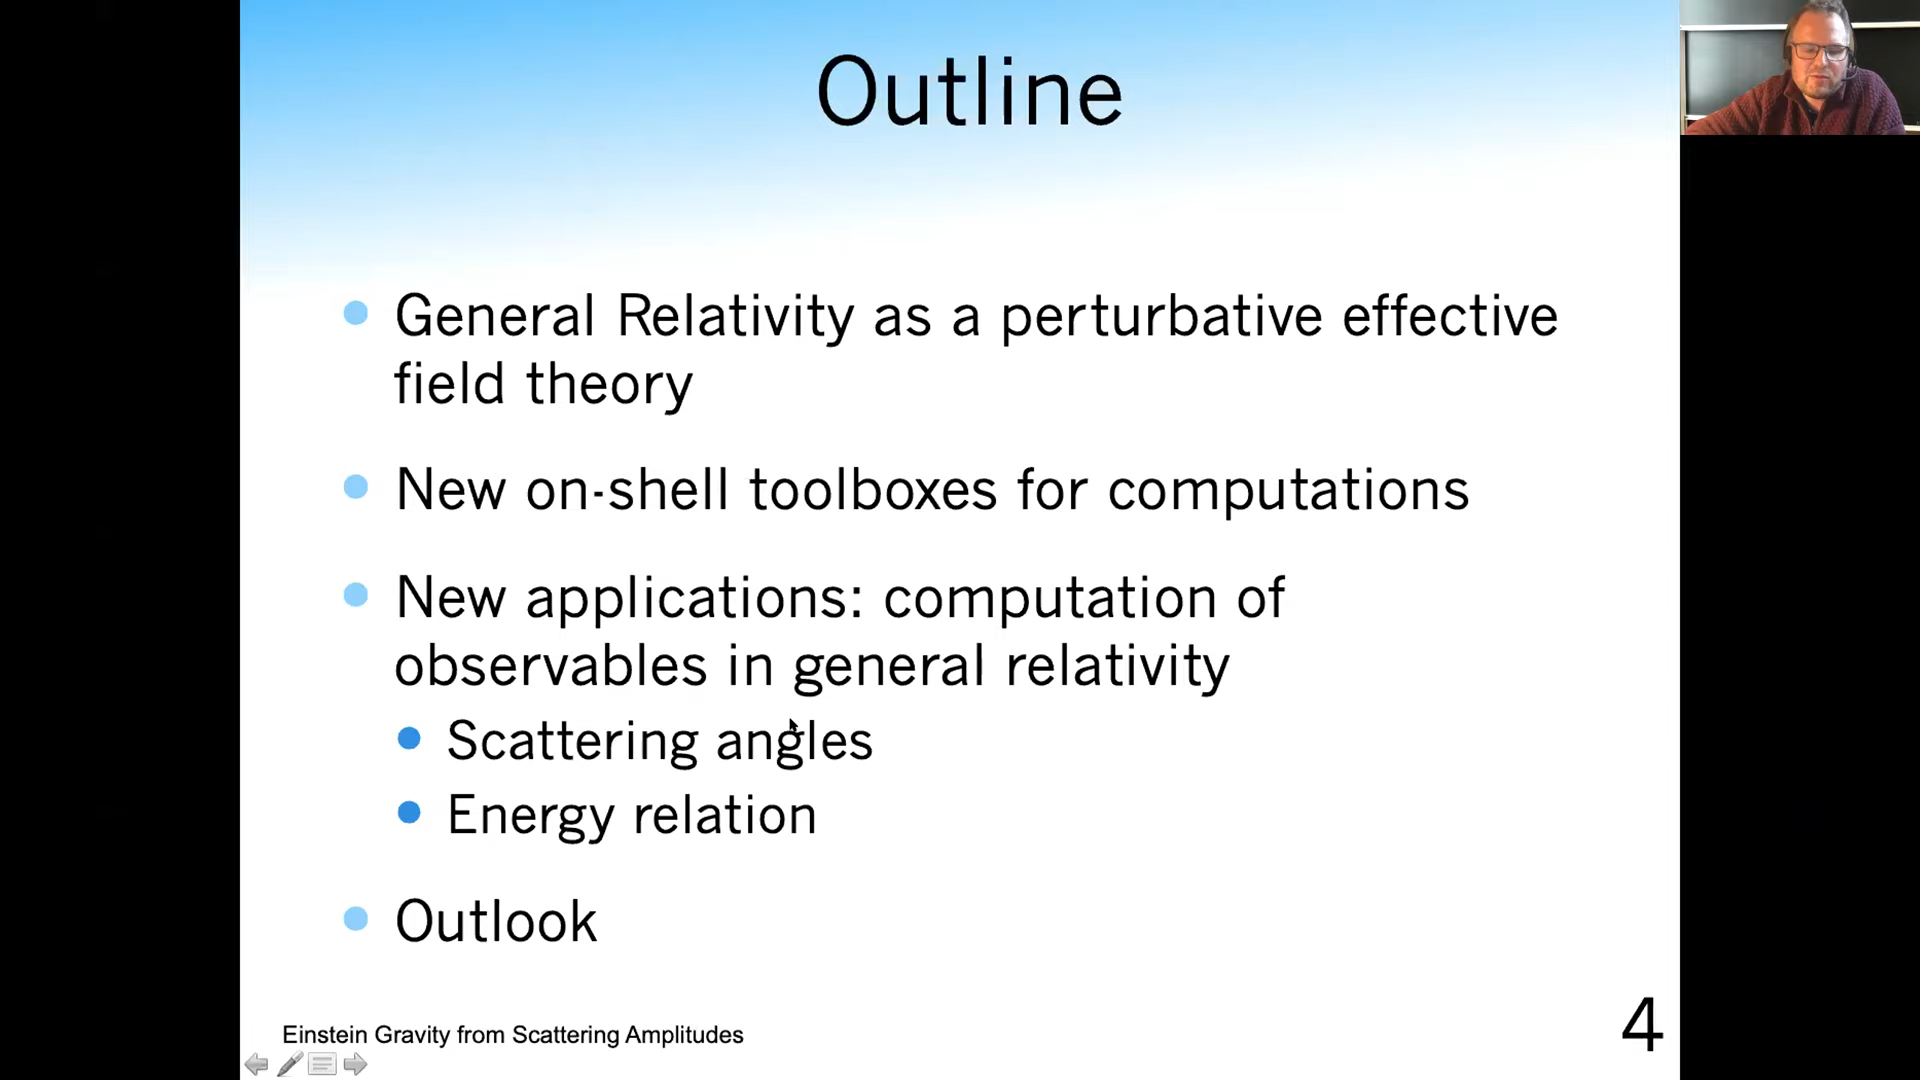 Outline
General Relativity as a perturbative effective
field theory
New on-shell toolboxes for computations
New applications: computation of
observables in general relativity
Scattering angles
Energy relation
Outlook
Einstein Gravity from Scattering Amplitudes
4